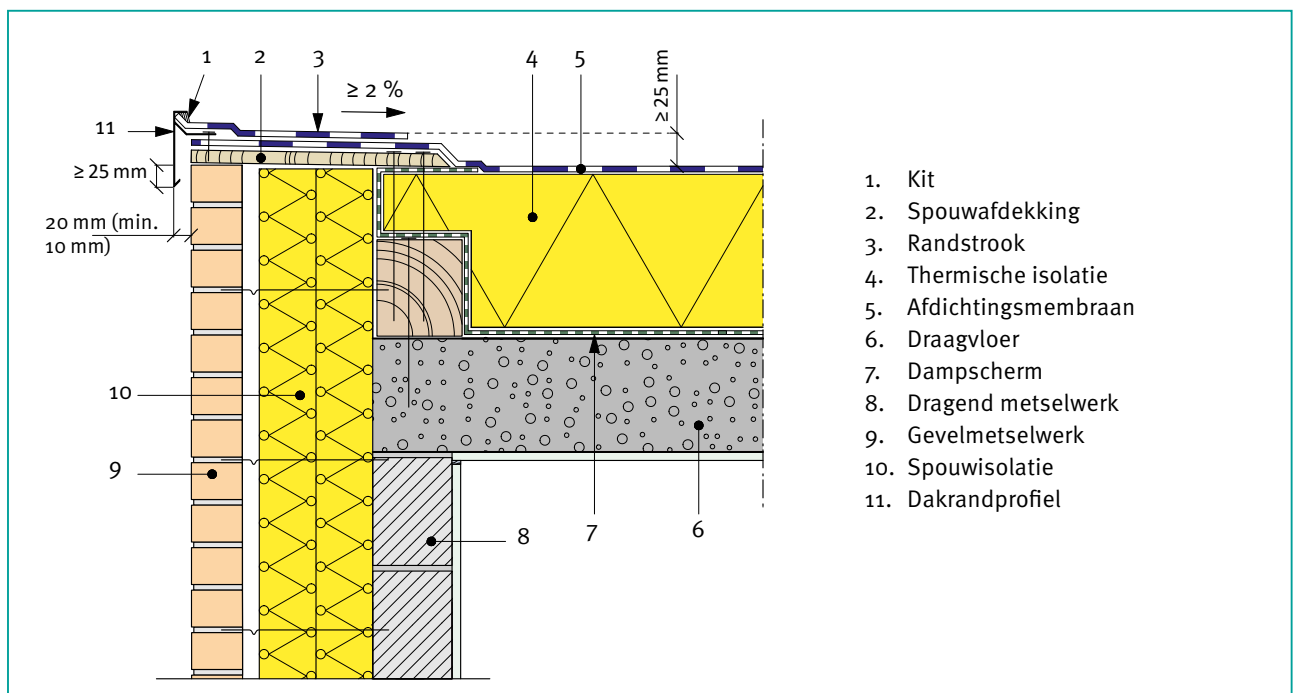 1
2
3
4
5
≥ 2 %
≥ 25 mm
11
≥ 25 mm
20 mm (min.
10 mm)
10
9
8
7
6
1. Kit
2. Spouwafdekking
3. Randstrook
4. Thermische isolatie
5. Afdichtingsmembraan
6. Draagvloer
7. Dampscherm
8. Dragend metselwerk
9. Gevelmetselwerk
10. Spouwisolatie
11. Dakrandprofiel